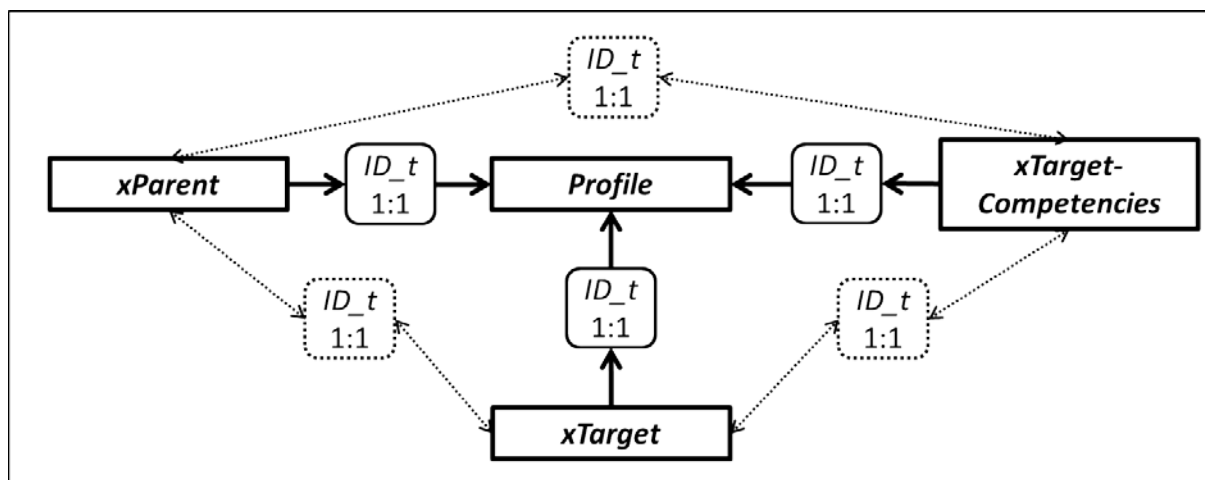 ID_t
1:1
xParent
ID_t
1:1
Profile
ID_t
1:1
xTarget-
Competencies
ID_t
1:1
ID_t
1:1
ID_t
1:1
xTarget